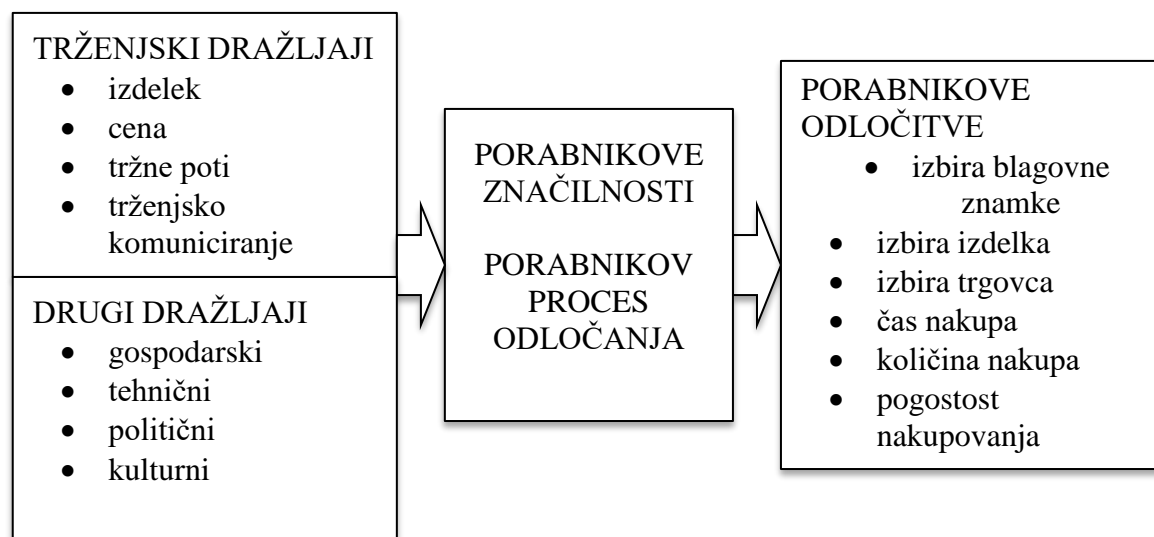 TRŽENJSKI DRAŽLJAJI
• izdelek
• cena
• tržne poti
• trženjsko
komuniciranje
DRUGI DRAŽLJAJI
• gospodarski
• tehnični
• politični
• kulturni
PORABNIKOVE
ZNAČILNOSTI
PORABNIKOV
PROCES
ODLOČANJA
PORABNIKOVE
ODLOČITVE
• izbira blagovne
znamke
• izbira izdelka
• izbira trgovca
• čas nakupa
• količina nakupa
• pogostost
nakupovanja